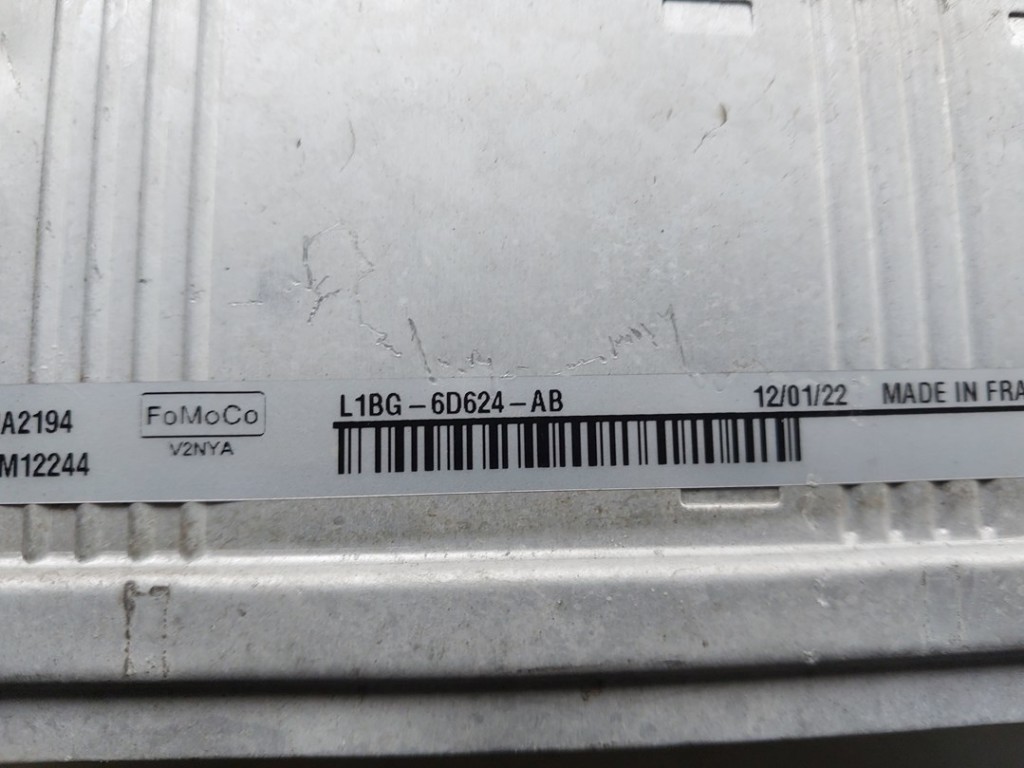 A2194
M12244
FoMoCo
V2NYA
L1BG-6D624-AB
12/01/22 MADE IN FRA